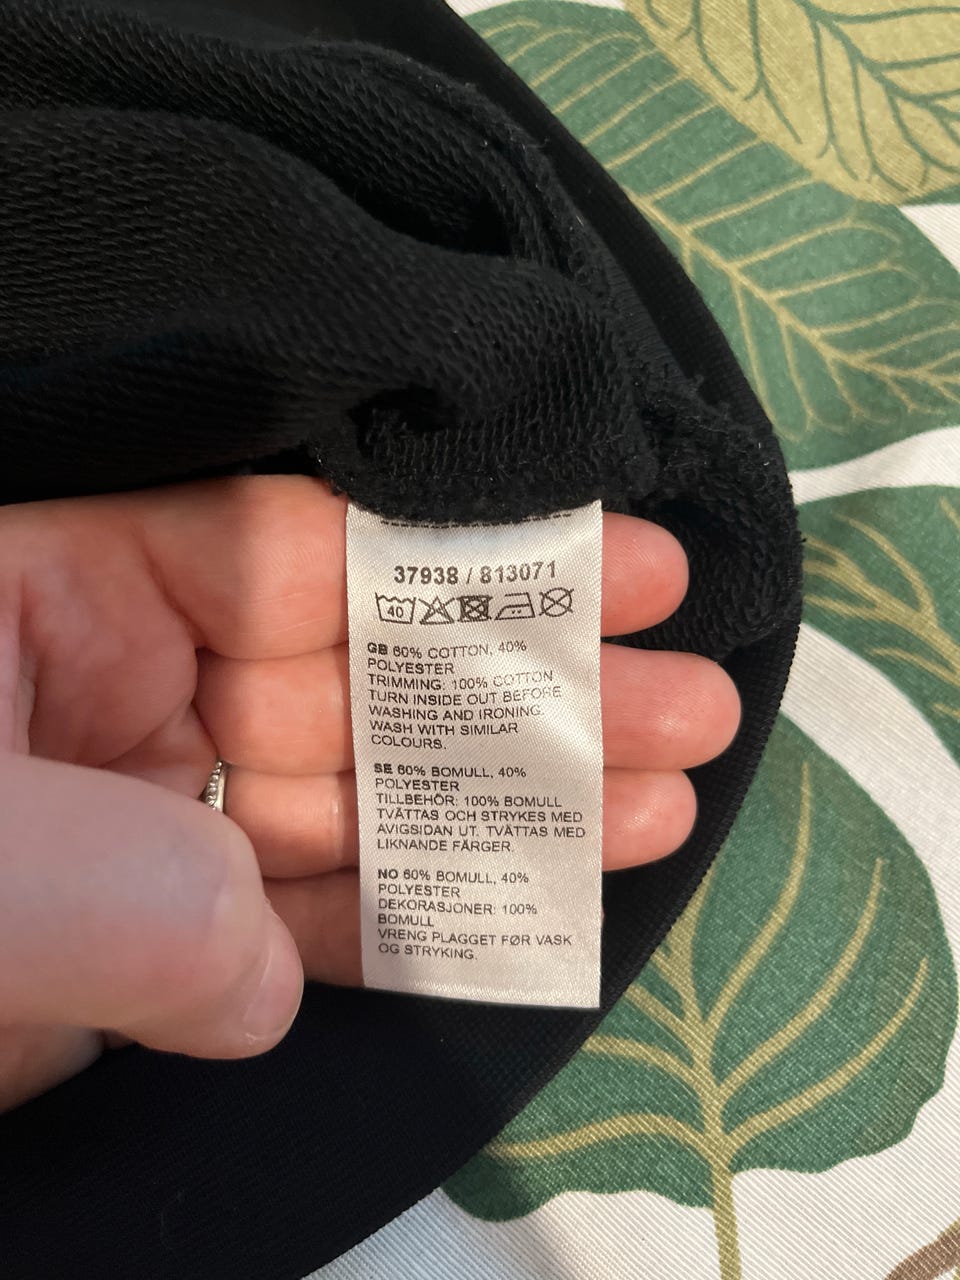 37938 / 813071
40
GB 60% COTTON, 40%
POLYESTER
TRIMMING: 100% COTTON
TURN INSIDE OUT BEFORE
WASHING AND IRONING.
WASH WITH SIMILAR
COLOURS.
SE 60% BOMULL, 40%
POLYESTER
TILLBEHÖR: 100% BOMULL
TVÄTTAS OCH STRYKES MED
AVIGSIDAN UT. TVÄTTAS MED
LIKNANDE FÄRGER.
NO 60% BOMULL, 40%
POLYESTER
DEKORASJONER: 100%
BOMULL
VRENG PLAGGET FØR VASK
OG STRYKING.